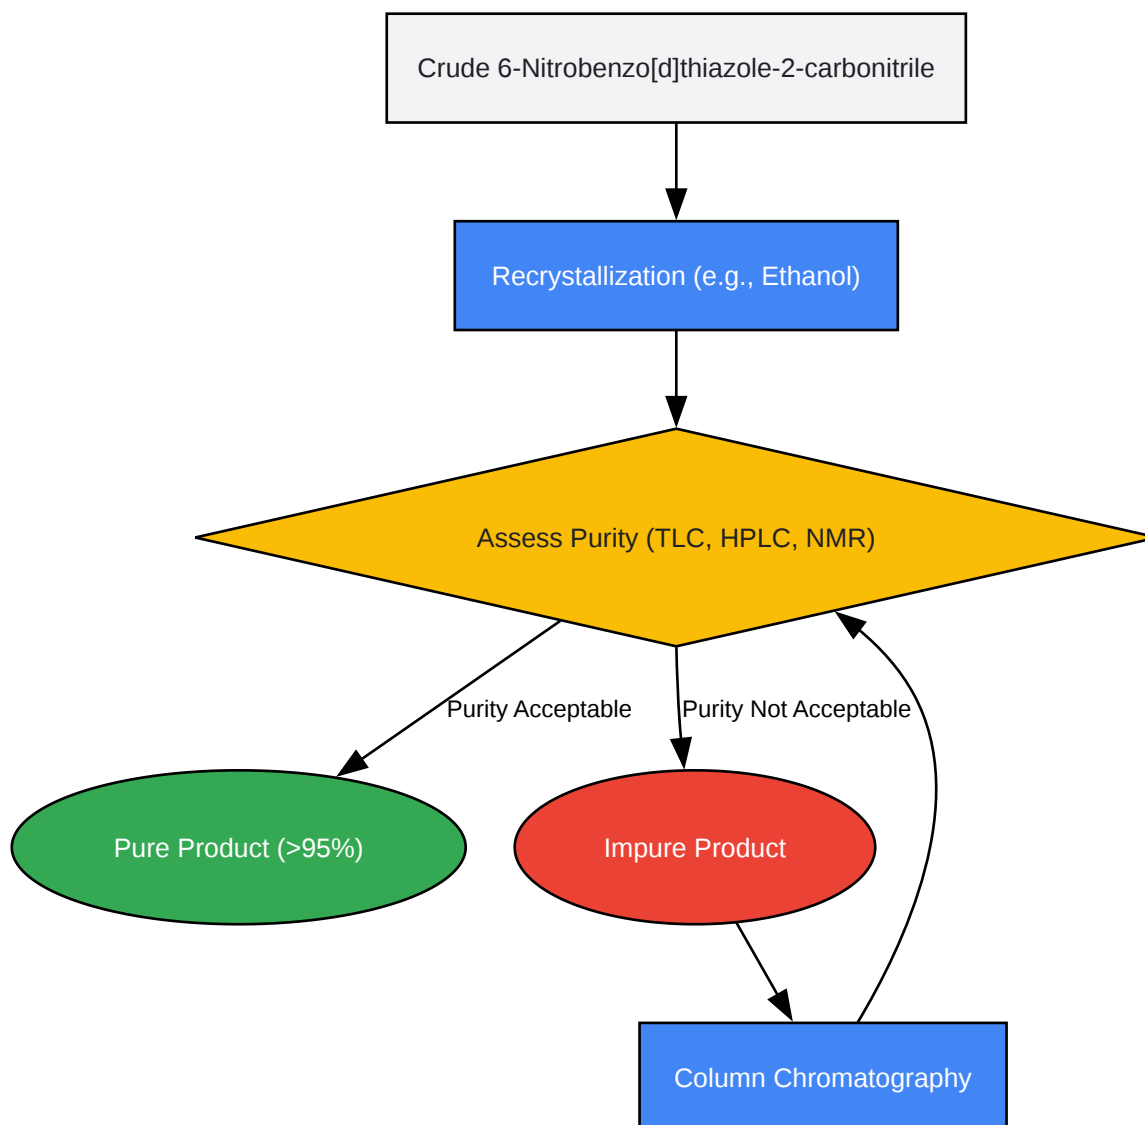 Crude 6-Nitrobenzo[d]thiazole-2-carbonitrile
Recrystallization (e.g., Ethanol)
Assess Purity (TLC, HPLC, NMR)
Purity Acceptable
Purity Not Acceptable
Pure Product (>95%)
Impure Product
Column Chromatography